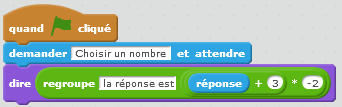 quand cliqué
demander Choisir un nombre et attendre
dire regroupe la réponse est réponse + 3 * -2